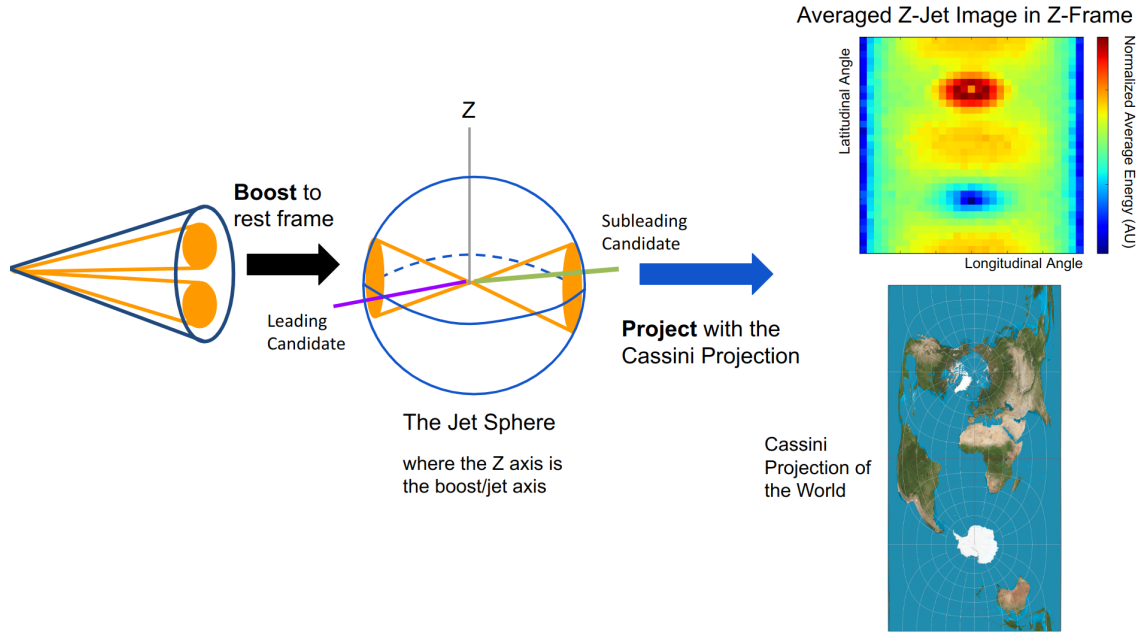 Averaged Z-Jet Image in Z-Frame
Latitudinal Angle
Normalized Average Energy (AU)
Longitudinal Angle
Z
Boost to
rest frame
Subleading
Candidate
Leading
Candidate
Project with the
Cassini Projection
The Jet Sphere
where the Z axis is
the boost/jet axis
Cassini
Projection of
the World